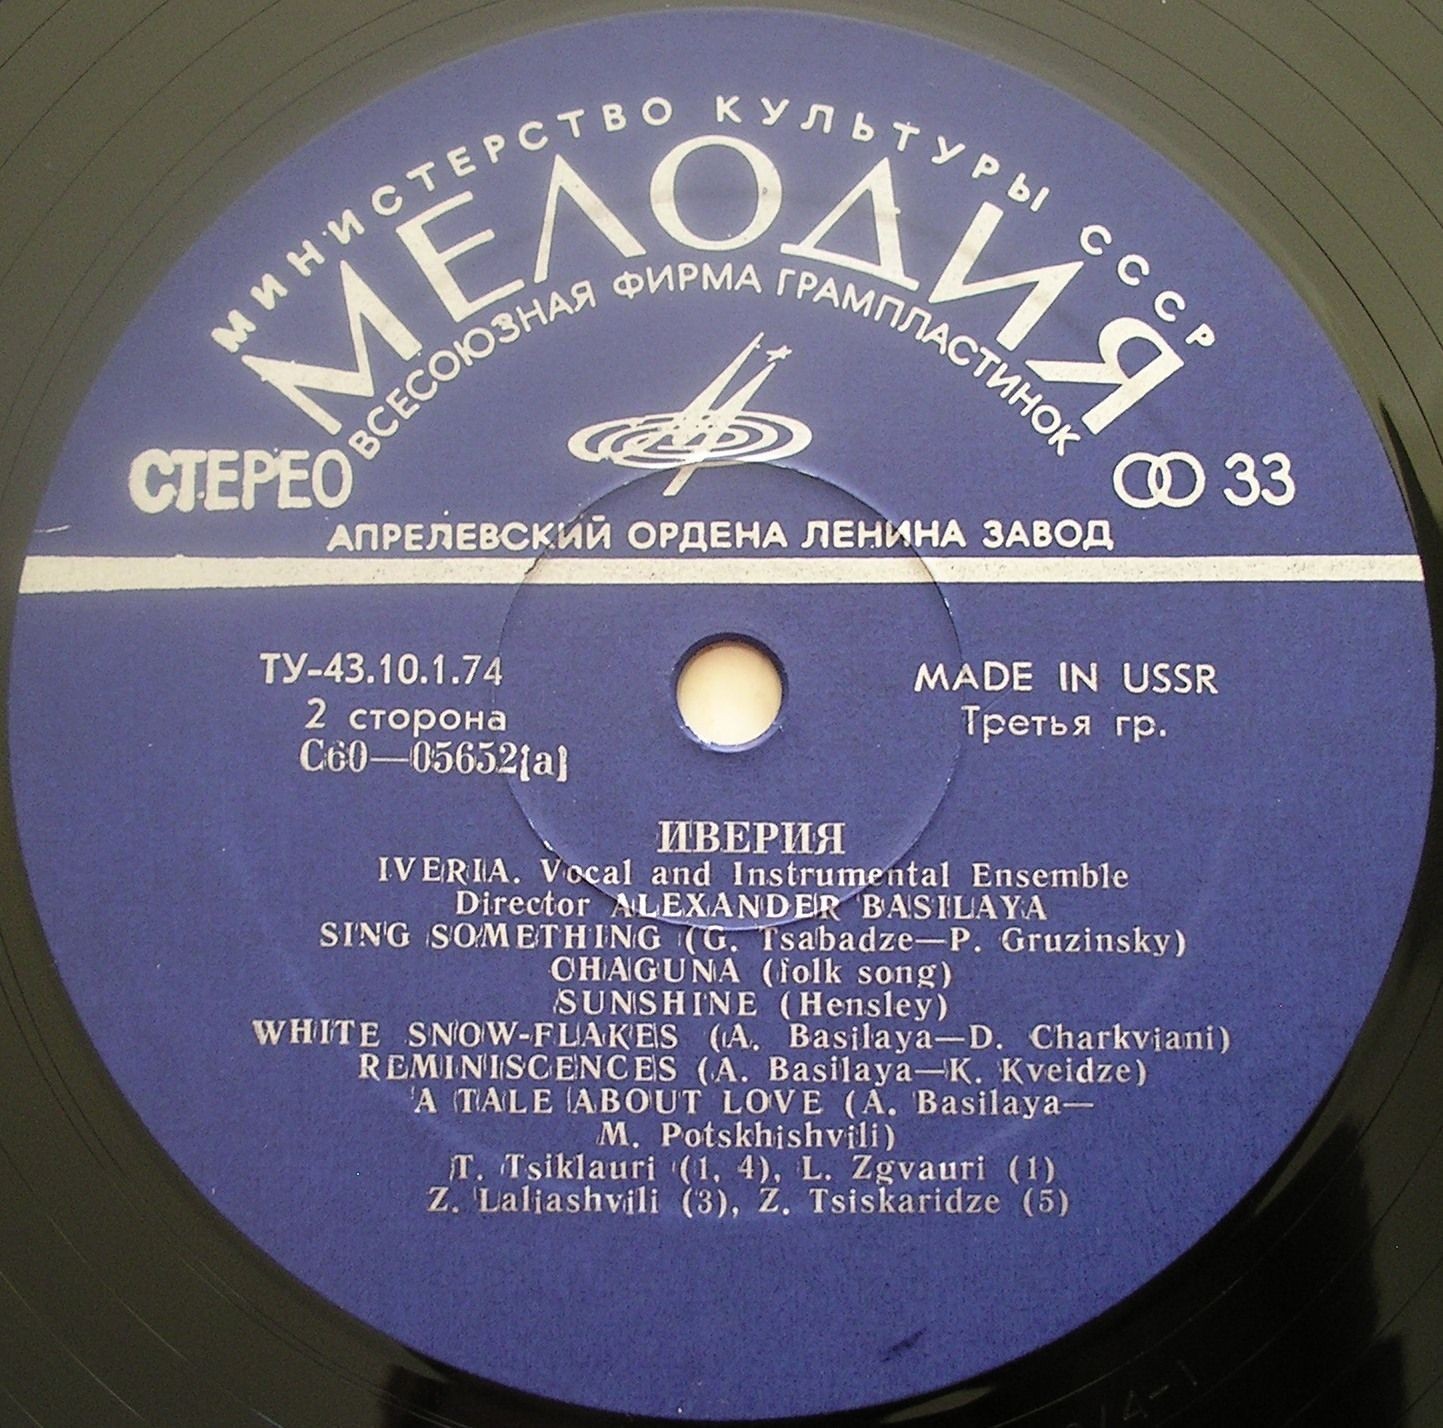 МИНИСТЕРСТВО КУЛЬТУРЫ СССР
МЕЛОДИЯ
ВСЕСОЮЗНАЯ ФИРМА ГРАМПЛАСТИНОК
СТЕРЕО
33
АПРЕЛЕВСКИЙ ОРДЕНА ЛЕНИНА ЗАВОД
ТУ-43.10.1.74
2 сторона
С60—05652[а]
MADE IN USSR
Третья гр.
ИВЕРИЯ
IVERIA. Vocal and Instrumental Ensemble
Director ALEXANDER BASILAYA
SING SOMETHING (G. Tsabadze—P. Gruzinsky)
CHAGUNA (folk song)
SUNSHINE (Hensley)
WHITE SNOW-FLAKES (A. Basilaya—D. Charkviani)
REMINISCENCES (A. Basilaya—K. Kveidze)
A TALE ABOUT LOVE (A. Basilaya—
M. Potskhishvili)
T. Tsiklauri (1, 4), L. Zgvauri (1)
Z. Laliashvili (3), Z. Tsiskaridze (5)